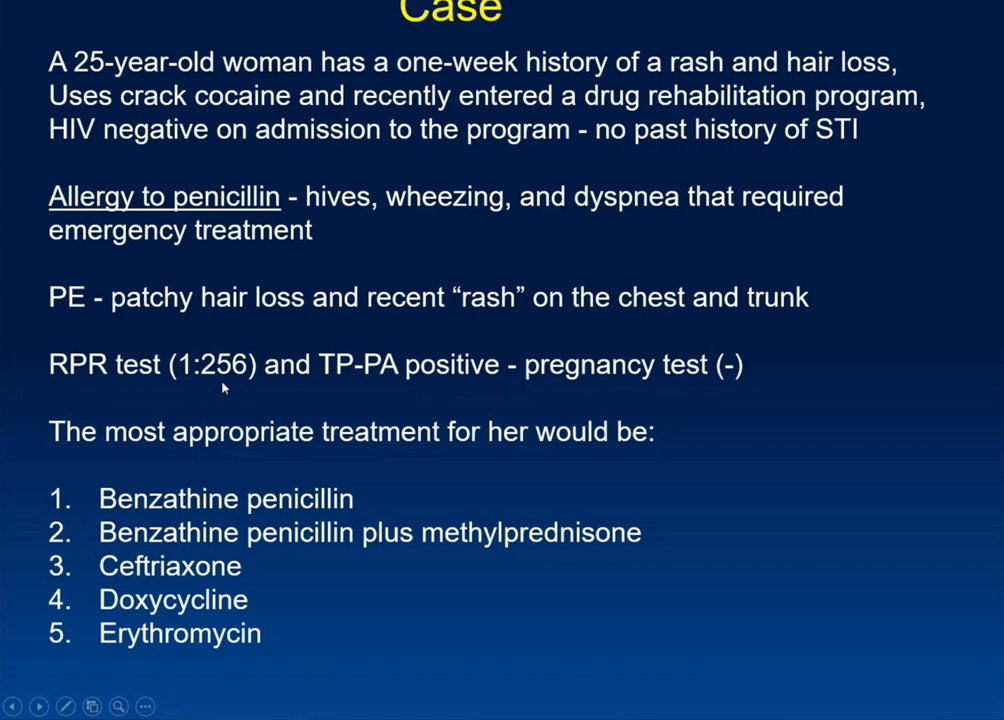 Case
A 25-year-old woman has a one-week history of a rash and hair loss,
Uses crack cocaine and recently entered a drug rehabilitation program,
HIV negative on admission to the program - no past history of STI
Allergy to penicillin - hives, wheezing, and dyspnea that required
emergency treatment
PE - patchy hair loss and recent “rash” on the chest and trunk
RPR test (1:256) and TP-PA positive - pregnancy test (-)
The most appropriate treatment for her would be:
1. Benzathine penicillin
2. Benzathine penicillin plus methylprednisone
3. Ceftriaxone
4. Doxycycline
5. Erythromycin